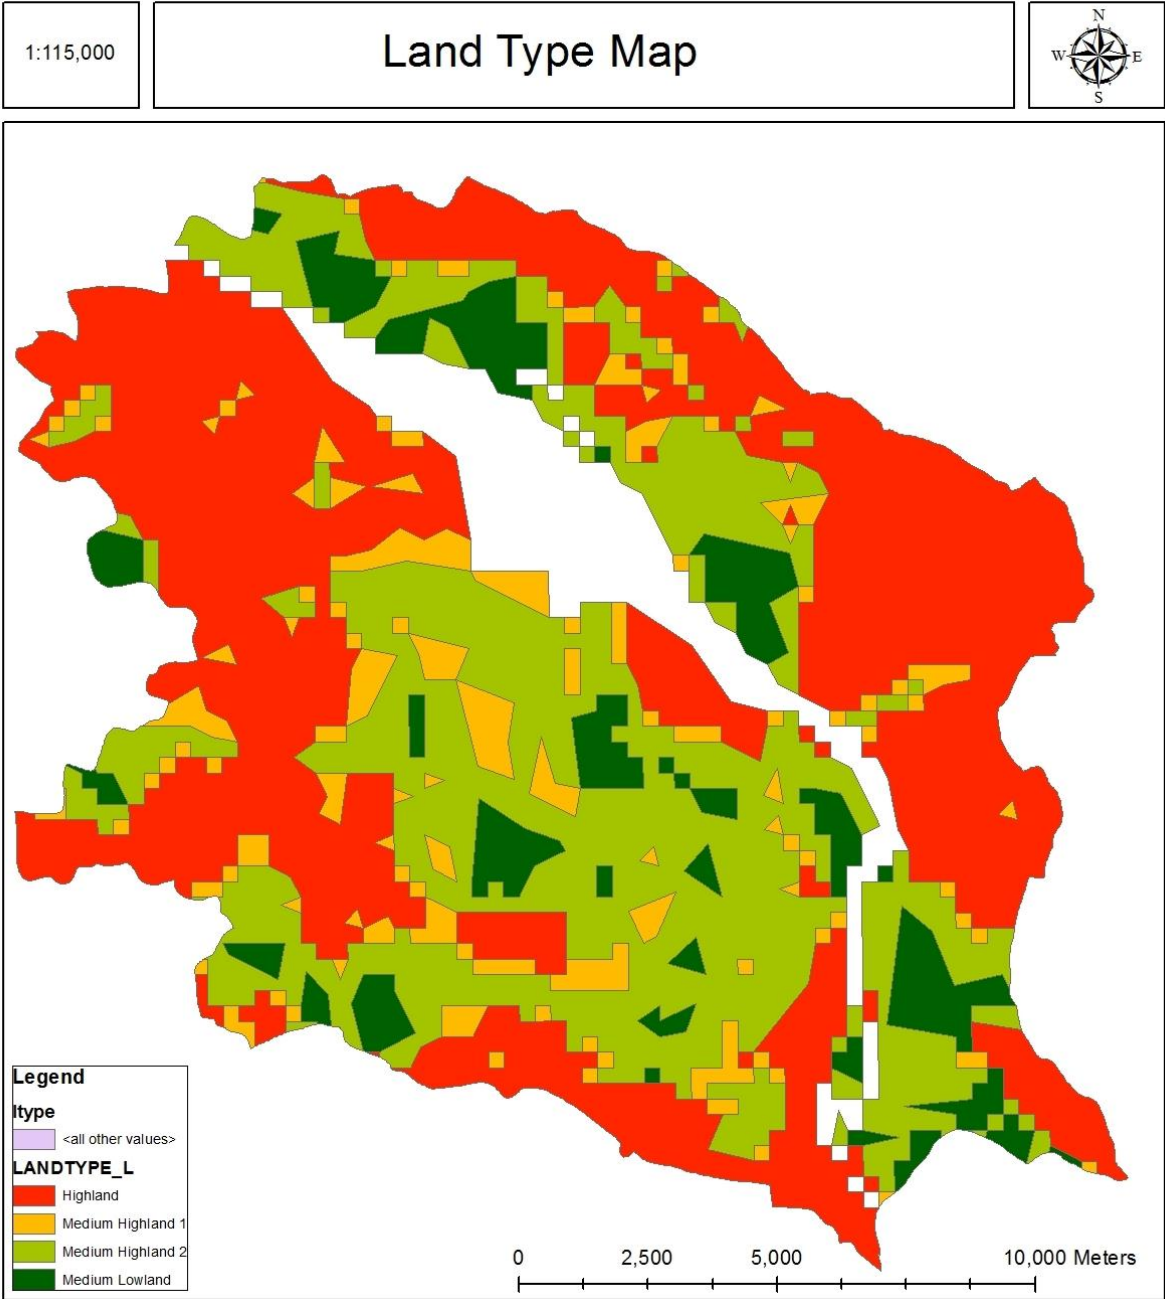 1:115,000
Land Type Map
N
W
E
S
Legend
ltype
<all other values>
LANDTYPE_L
Highland
Medium Highland 1
Medium Highland 2
Medium Lowland
0 2,500 5,000 10,000 Meters